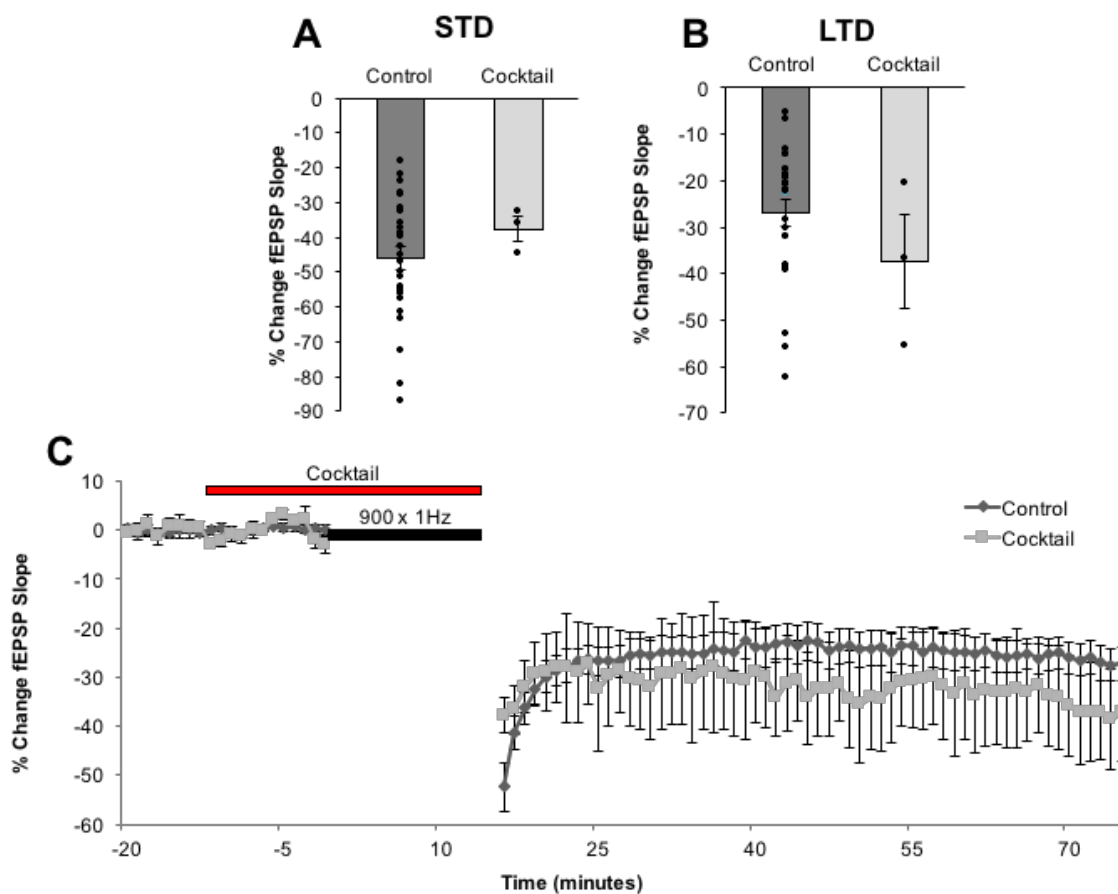 A
STD
Control
Cocktail
0
-10
-20
-30
-40
-50
-60
-70
-80
-90
% Change fEPSP Slope
B
LTD
Control
Cocktail
0
-10
-20
-30
-40
-50
-60
-70
% Change fEPSP Slope
C
Cocktail
900 x 1Hz
Control
Cocktail
10
0
-10
-20
-30
-40
-50
-60
% Change fEPSP Slope
-20
-5
10
25
40
55
70
Time (minutes)